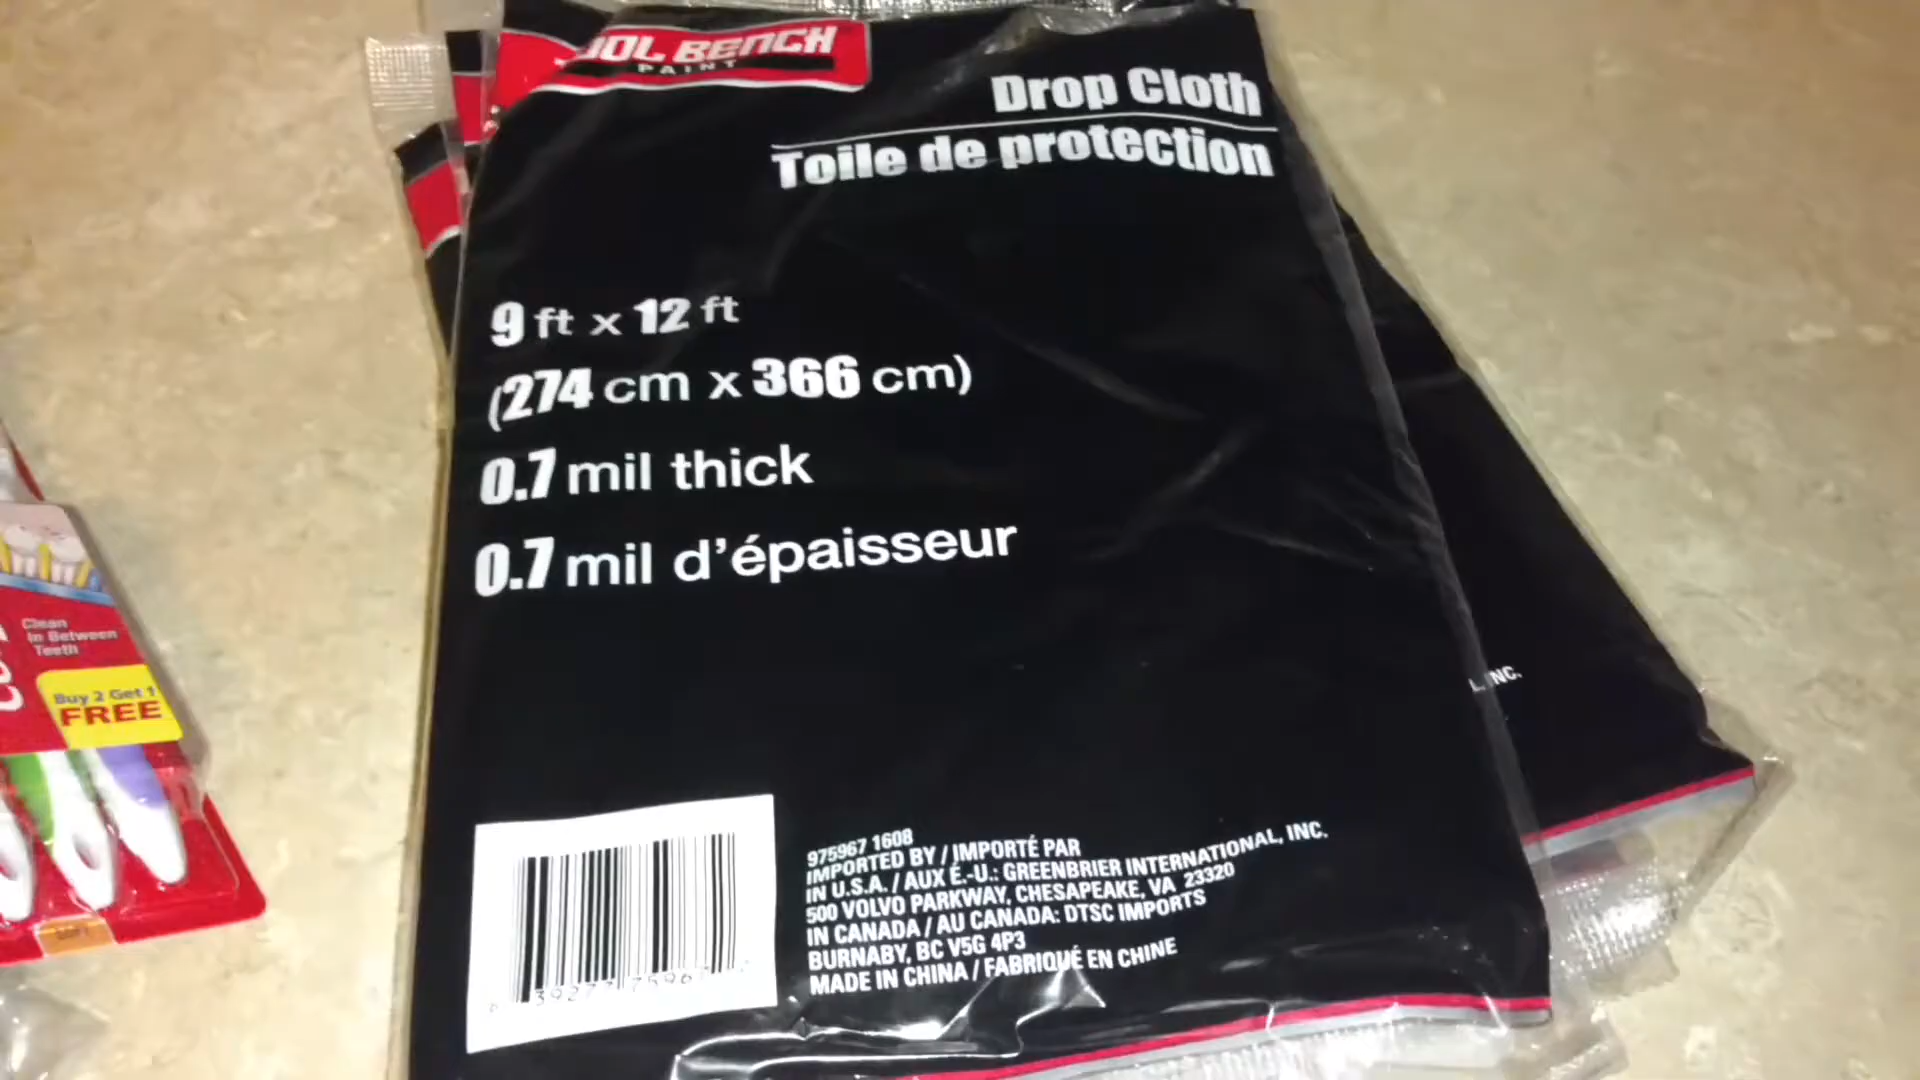 BENCH
PAINT
Drop Cloth
Toile de protection
9 ft x 12 ft
(274 cm x 366 cm)
0.7 mil thick
0.7 mil d'épaisseur
975967 1608
IMPORTED BY / IMPORTÉ PAR
IN U.S.A. / AUX É.-U.: GREENBRIER INTERNATIONAL, INC.
500 VOLVO PARKWAY, CHESAPEAKE, VA 23320
IN CANADA / AU CANADA: DTSC IMPORTS
BURNABY, BC V5G 4P3
MADE IN CHINA / FABRIQUÉ EN CHINE
INC.
Clean
in Between
Teeth
Buy 2 Get 1
FREE